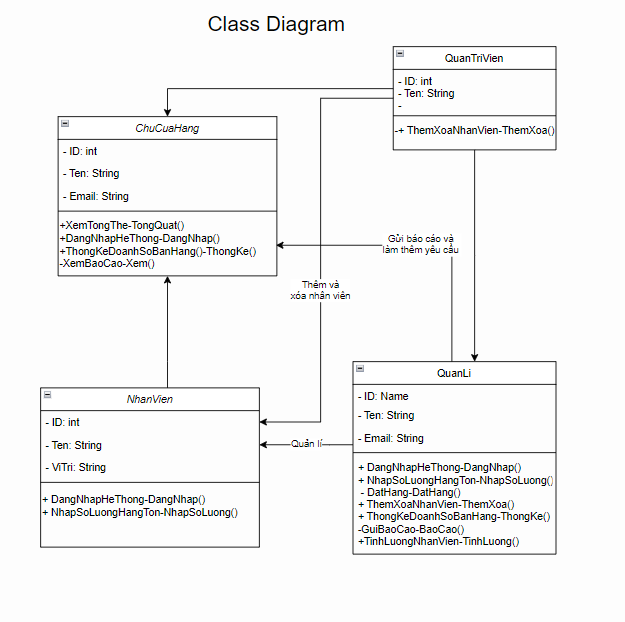 Class Diagram
QuanTriVien
- ID: int
- Ten: String
-
-+ ThemXoaNhanVien-ThemXoa()
ChuCuaHang
- ID: int
- Ten: String
- Email: String
+XemTongThe-TongQuat()
+DangNhapHeThong-DangNhap()
+ThongKeDoanhSoBanHang()-ThongKe()
-XemBaoCao-Xem()
Gửi báo cáo và
làm thêm yêu cầu
Thêm và
xóa nhân viên
QuanLi
- ID: Name
- Ten: String
- Email: String
+ DangNhapHeThong-DangNhap()
+ NhapSoLuongHangTon-NhapSoLuong()
- DatHang-DatHang()
+ ThemXoaNhanVien-ThemXoa()
+ ThongKeDoanhSoBanHang-ThongKe()
-GuiBaoCao-BaoCao()
+TinhLuongNhanVien-TinhLuong()
NhanVien
- ID: int
- Ten: String
- ViTri: String
+ DangNhapHeThong-DangNhap()
+ NhapSoLuongHangTon-NhapSoLuong()
Quản lí